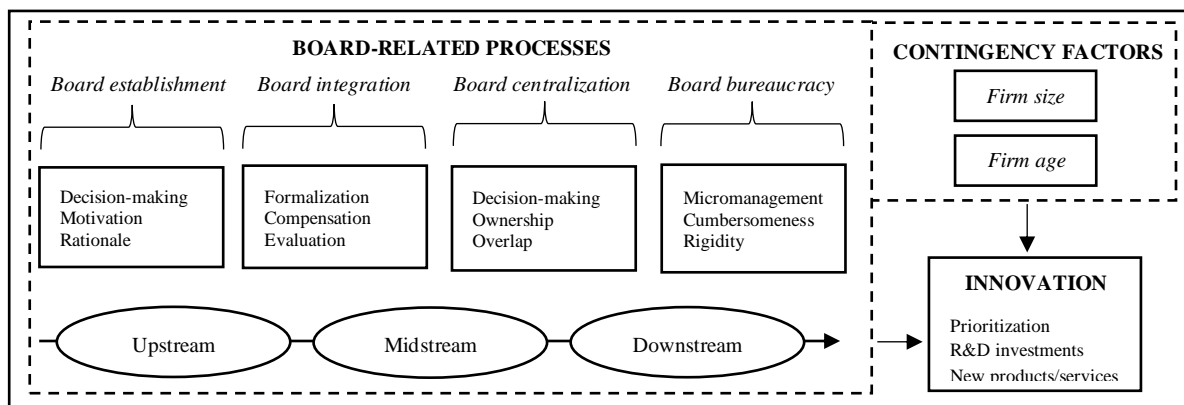 BOARD-RELATED PROCESSES
Board establishment
Board integration
Board centralization
Board bureaucracy
Decision-making
Motivation
Rationale
Formalization
Compensation
Evaluation
Decision-making
Ownership
Overlap
Micromanagement
Cumbersomeness
Rigidity
Upstream
Midstream
Downstream
CONTINGENCY FACTORS
Firm size
Firm age
INNOVATION
Prioritization
R&D investments
New products/services